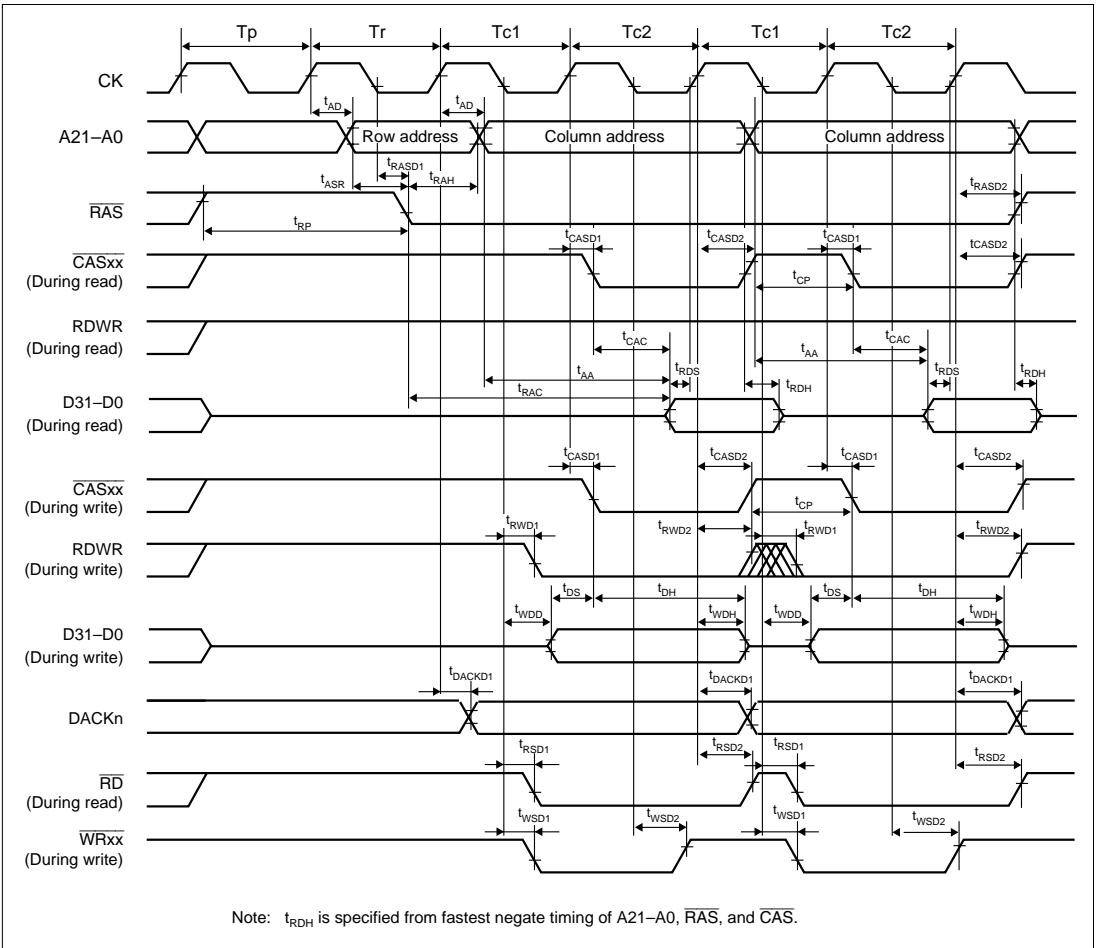 Tp Tr Tc1 Tc2 Tc1 Tc2
CK
tAD tAD
A21–A0 Row address Column address Column address
tRASD1
tASR tRAH tRASD2
RAS
tRP
tCASD1 tCASD2 tCASD1 tCASD2
CASxx
(During read)
tCP
RDWR
(During read)
tCAC tCAC
tAA tRDS tAA tRDS
tRAC tRDH tRDH
D31–D0
(During read)
tCASD1 tCASD2 tCASD1 tCASD2
CASxx
(During write)
tCP
tRWD1 tRWD2 tRWD1 tRWD2
RDWR
(During write)
tDS tDH tDS tDH
tWDD tWDH tWDD tWDH
D31–D0
(During write)
tDACKD1 tDACKD1 tDACKD1
DACKn
tRSD1 tRSD2 tRSD1 tRSD2
RD
(During read)
tWSD1 tWSD2 tWSD1 tWSD2
WRxx
(During write)
Note: tRDH is specified from fastest negate timing of A21–A0, RAS, and CAS.